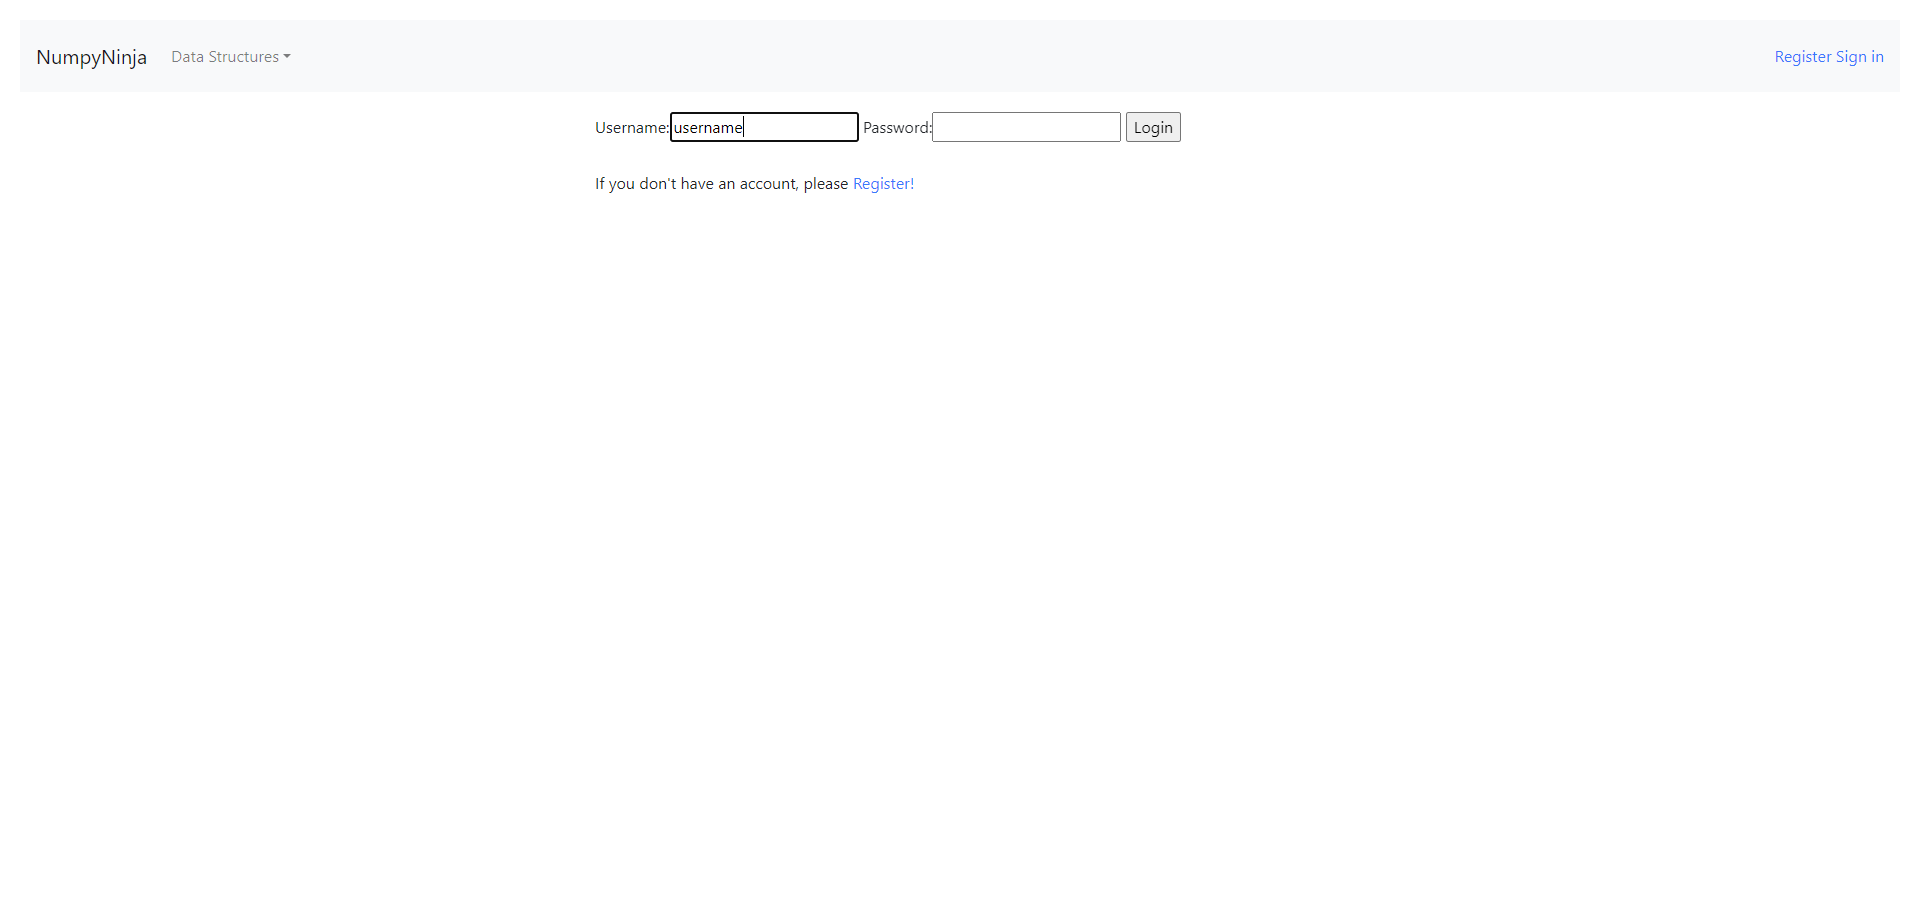 NumpyNinja Data Structures Register Sign in
Username: username Password: Login
If you don't have an account, please Register!